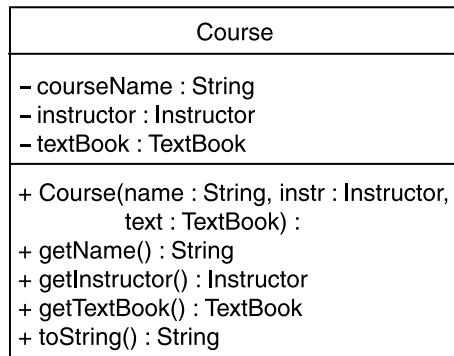 Course
– courseName : String
– instructor : Instructor
– textBook : TextBook
+ Course(name : String, instr : Instructor,
text : TextBook) :
+ getName() : String
+ getInstructor() : Instructor
+ getTextBook() : TextBook
+ toString() : String